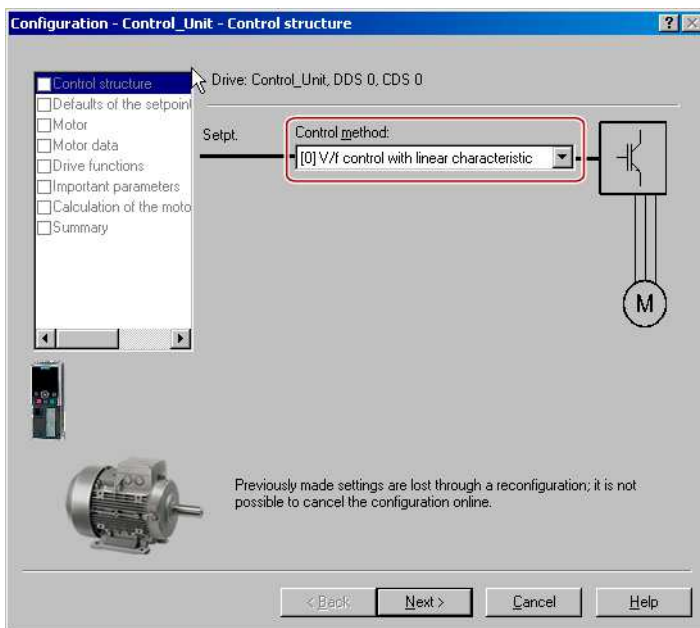 Configuration - Control_Unit - Control structure
Control structure
Defaults of the setpoint
Motor
Motor data
Drive functions
Important parameters
Calculation of the moto
Summary
Drive: Control_Unit, DDS 0, CDS 0
Setpt.
Control method:
[0] V/f control with linear characteristic
M
Previously made settings are lost through a reconfiguration; it is not
possible to cancel the configuration online.
< Back
Next >
Cancel
Help